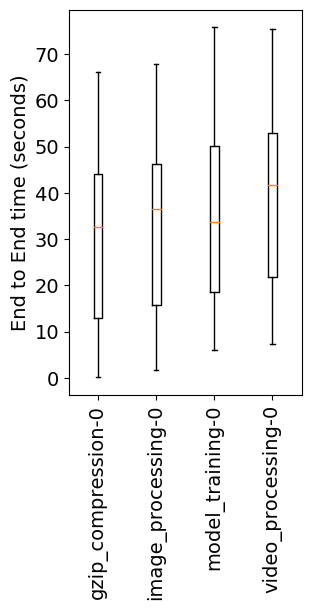 End to End time (seconds)
70
60
50
40
30
20
10
0
gzip_compression-0
image_processing-0
model_training-0
video_processing-0